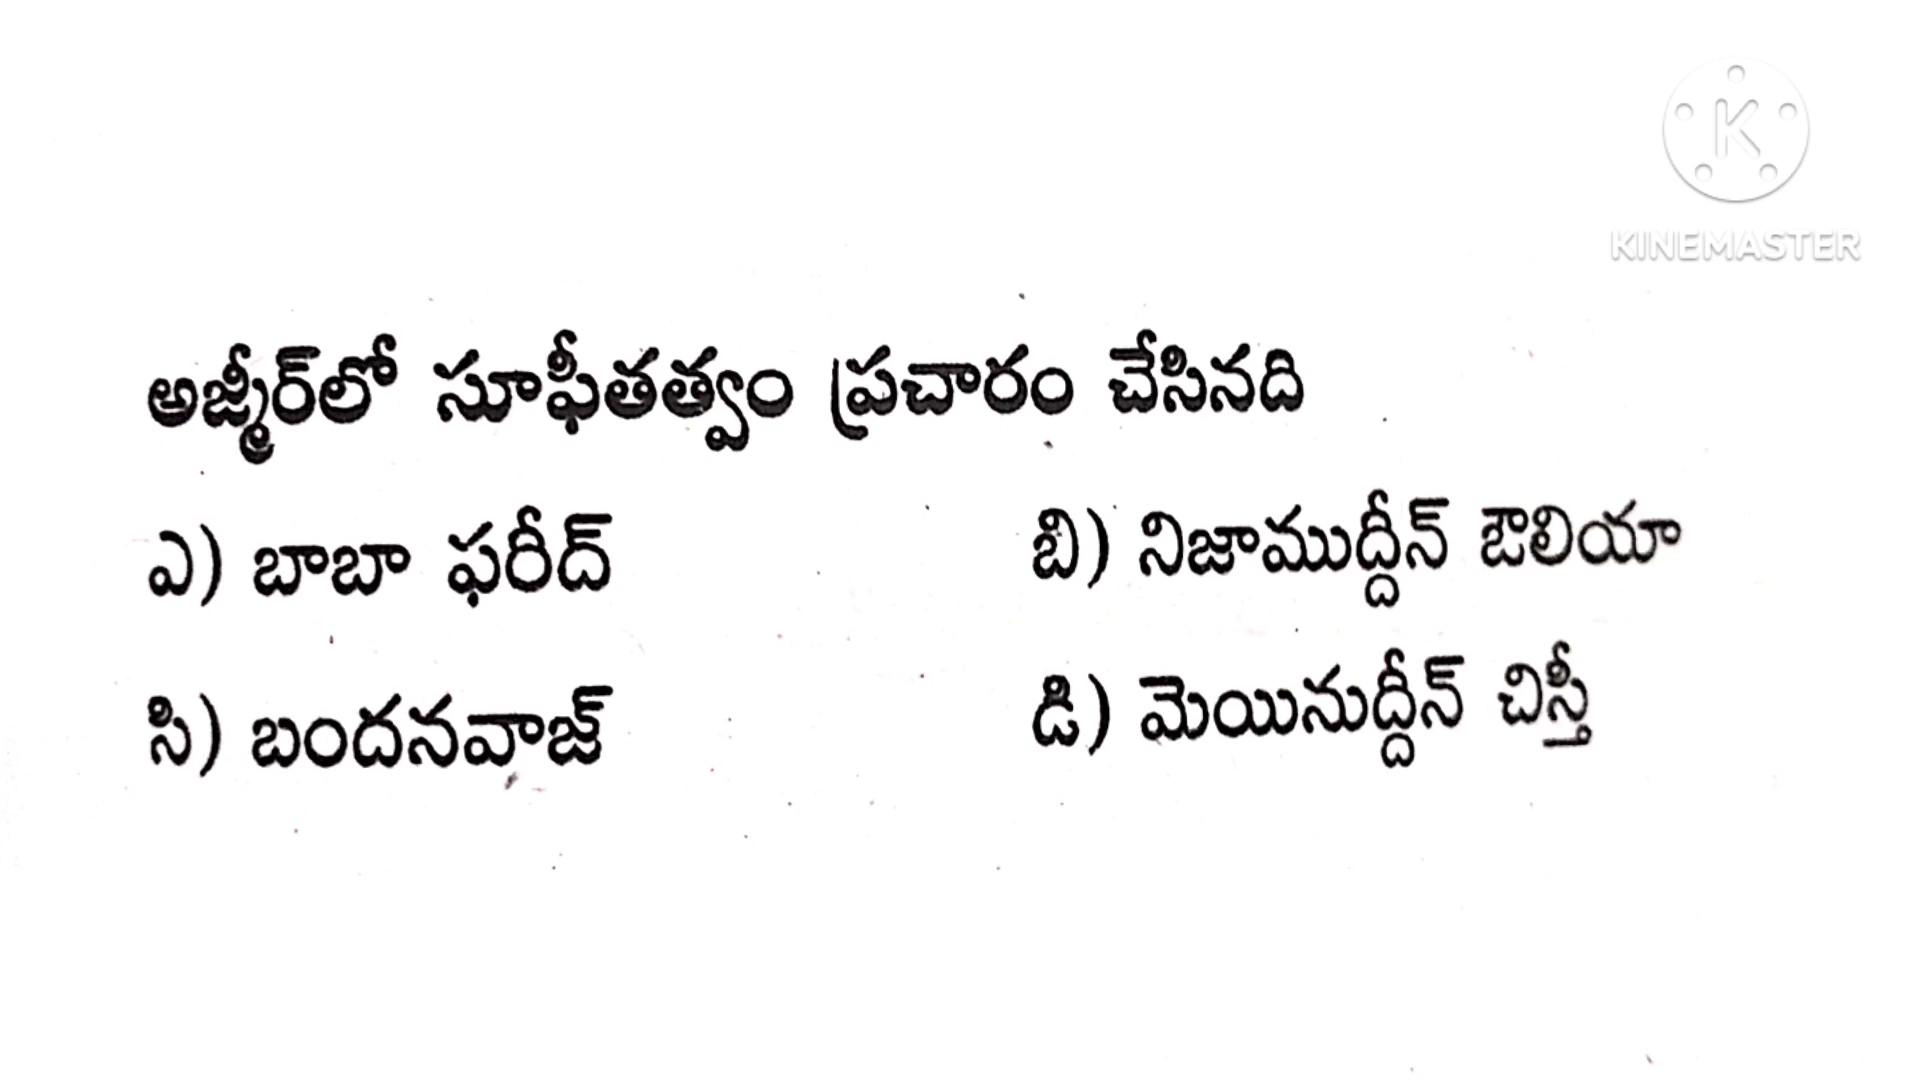 KINEMASTER
అజ్మీర్‌లో సూఫీతత్వం ప్రచారం చేసినది
ఎ) బాబా ఫరీద్ బి) నిజాముద్దీన్ ఔలియా
సి) బందనవాజ్ డి) మెయినుద్దీన్ చిస్తీ